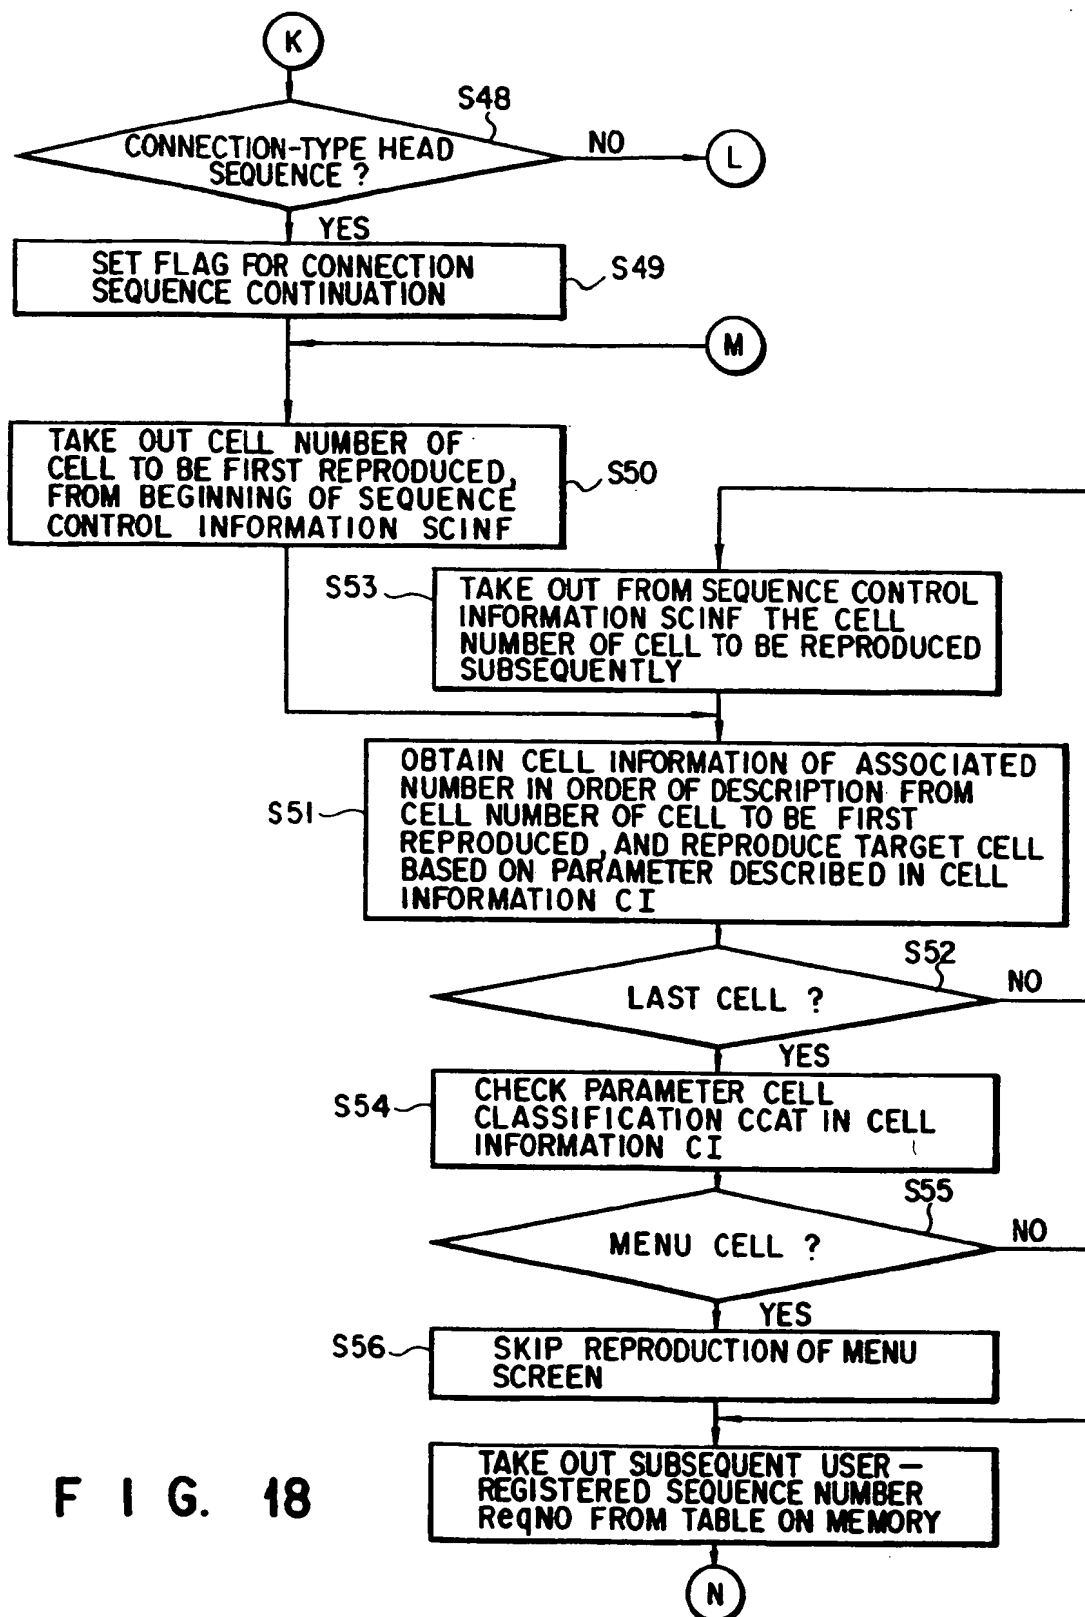 K
S48
CONNECTION-TYPE HEAD
SEQUENCE ?
NO
L
YES
SET FLAG FOR CONNECTION
SEQUENCE CONTINUATION
S49
M
TAKE OUT CELL NUMBER OF
CELL TO BE FIRST REPRODUCED,
FROM BEGINNING OF SEQUENCE
CONTROL INFORMATION SCINF
S50
S53
TAKE OUT FROM SEQUENCE CONTROL
INFORMATION SCINF THE CELL
NUMBER OF CELL TO BE REPRODUCED
SUBSEQUENTLY
S51
OBTAIN CELL INFORMATION OF ASSOCIATED
NUMBER IN ORDER OF DESCRIPTION FROM
CELL NUMBER OF CELL TO BE FIRST
REPRODUCED, AND REPRODUCE TARGET CELL
BASED ON PARAMETER DESCRIBED IN CELL
INFORMATION CI
S52
LAST CELL ?
NO
YES
S54
CHECK PARAMETER CELL
CLASSIFICATION CCAT IN CELL
INFORMATION CI
S55
MENU CELL ?
NO
YES
S56
SKIP REPRODUCTION OF MENU
SCREEN
TAKE OUT SUBSEQUENT USER-
REGISTERED SEQUENCE NUMBER
ReqNO FROM TABLE ON MEMORY
N
FIG. 18